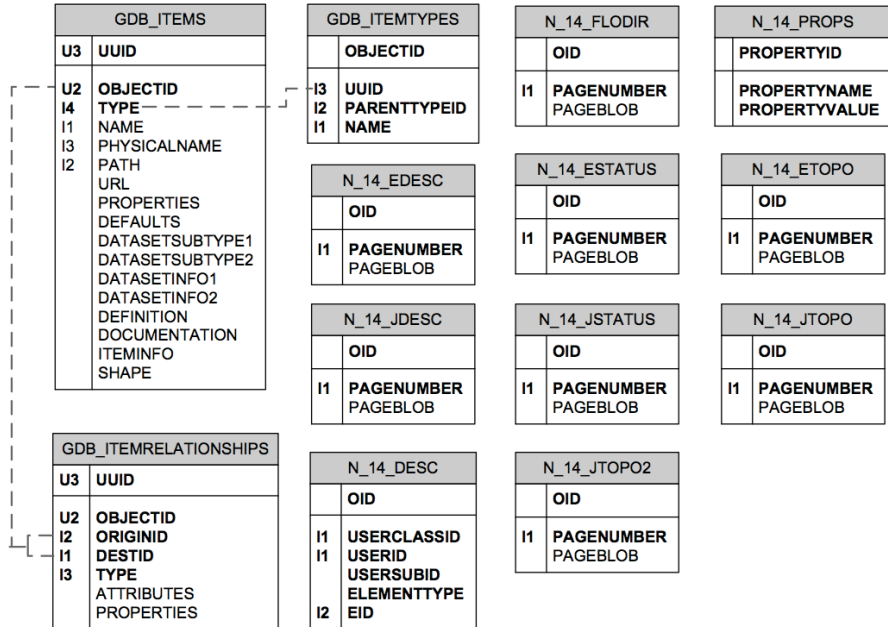 GDB_ITEMS
U3 UUID
U2 OBJECTID
I4 TYPE
I1 NAME
I3 PHYSICALNAME
I2 PATH
URL
PROPERTIES
DEFAULTS
DATASETSUBTYPE1
DATASETSUBTYPE2
DATASETINFO1
DATASETINFO2
DEFINITION
DOCUMENTATION
ITEMINFO
SHAPE
GDB_ITEMTYPES
OBJECTID
I3 UUID
I2 PARENTTYPEID
I1 NAME
N_14_FLODIR
OID
I1 PAGENUMBER
PAGEBLOB
N_14_PROPS
PROPERTYID
PROPERTYNAME
PROPERTYVALUE
N_14_EDESC
OID
I1 PAGENUMBER
PAGEBLOB
N_14_ESTATUS
OID
I1 PAGENUMBER
PAGEBLOB
N_14_ETOPO
OID
I1 PAGENUMBER
PAGEBLOB
N_14_JDESC
OID
I1 PAGENUMBER
PAGEBLOB
N_14_JSTATUS
OID
I1 PAGENUMBER
PAGEBLOB
N_14_JTOPO
OID
I1 PAGENUMBER
PAGEBLOB
GDB_ITEMRELATIONSHIPS
U3 UUID
U2 OBJECTID
I2 ORIGINID
I1 DESTID
I3 TYPE
ATTRIBUTES
PROPERTIES
N_14_DESC
OID
I1 USERCLASSID
I1 USERID
USERSUBID
ELEMENTTYPE
I2 EID
N_14_JTOPO2
OID
I1 PAGENUMBER
PAGEBLOB